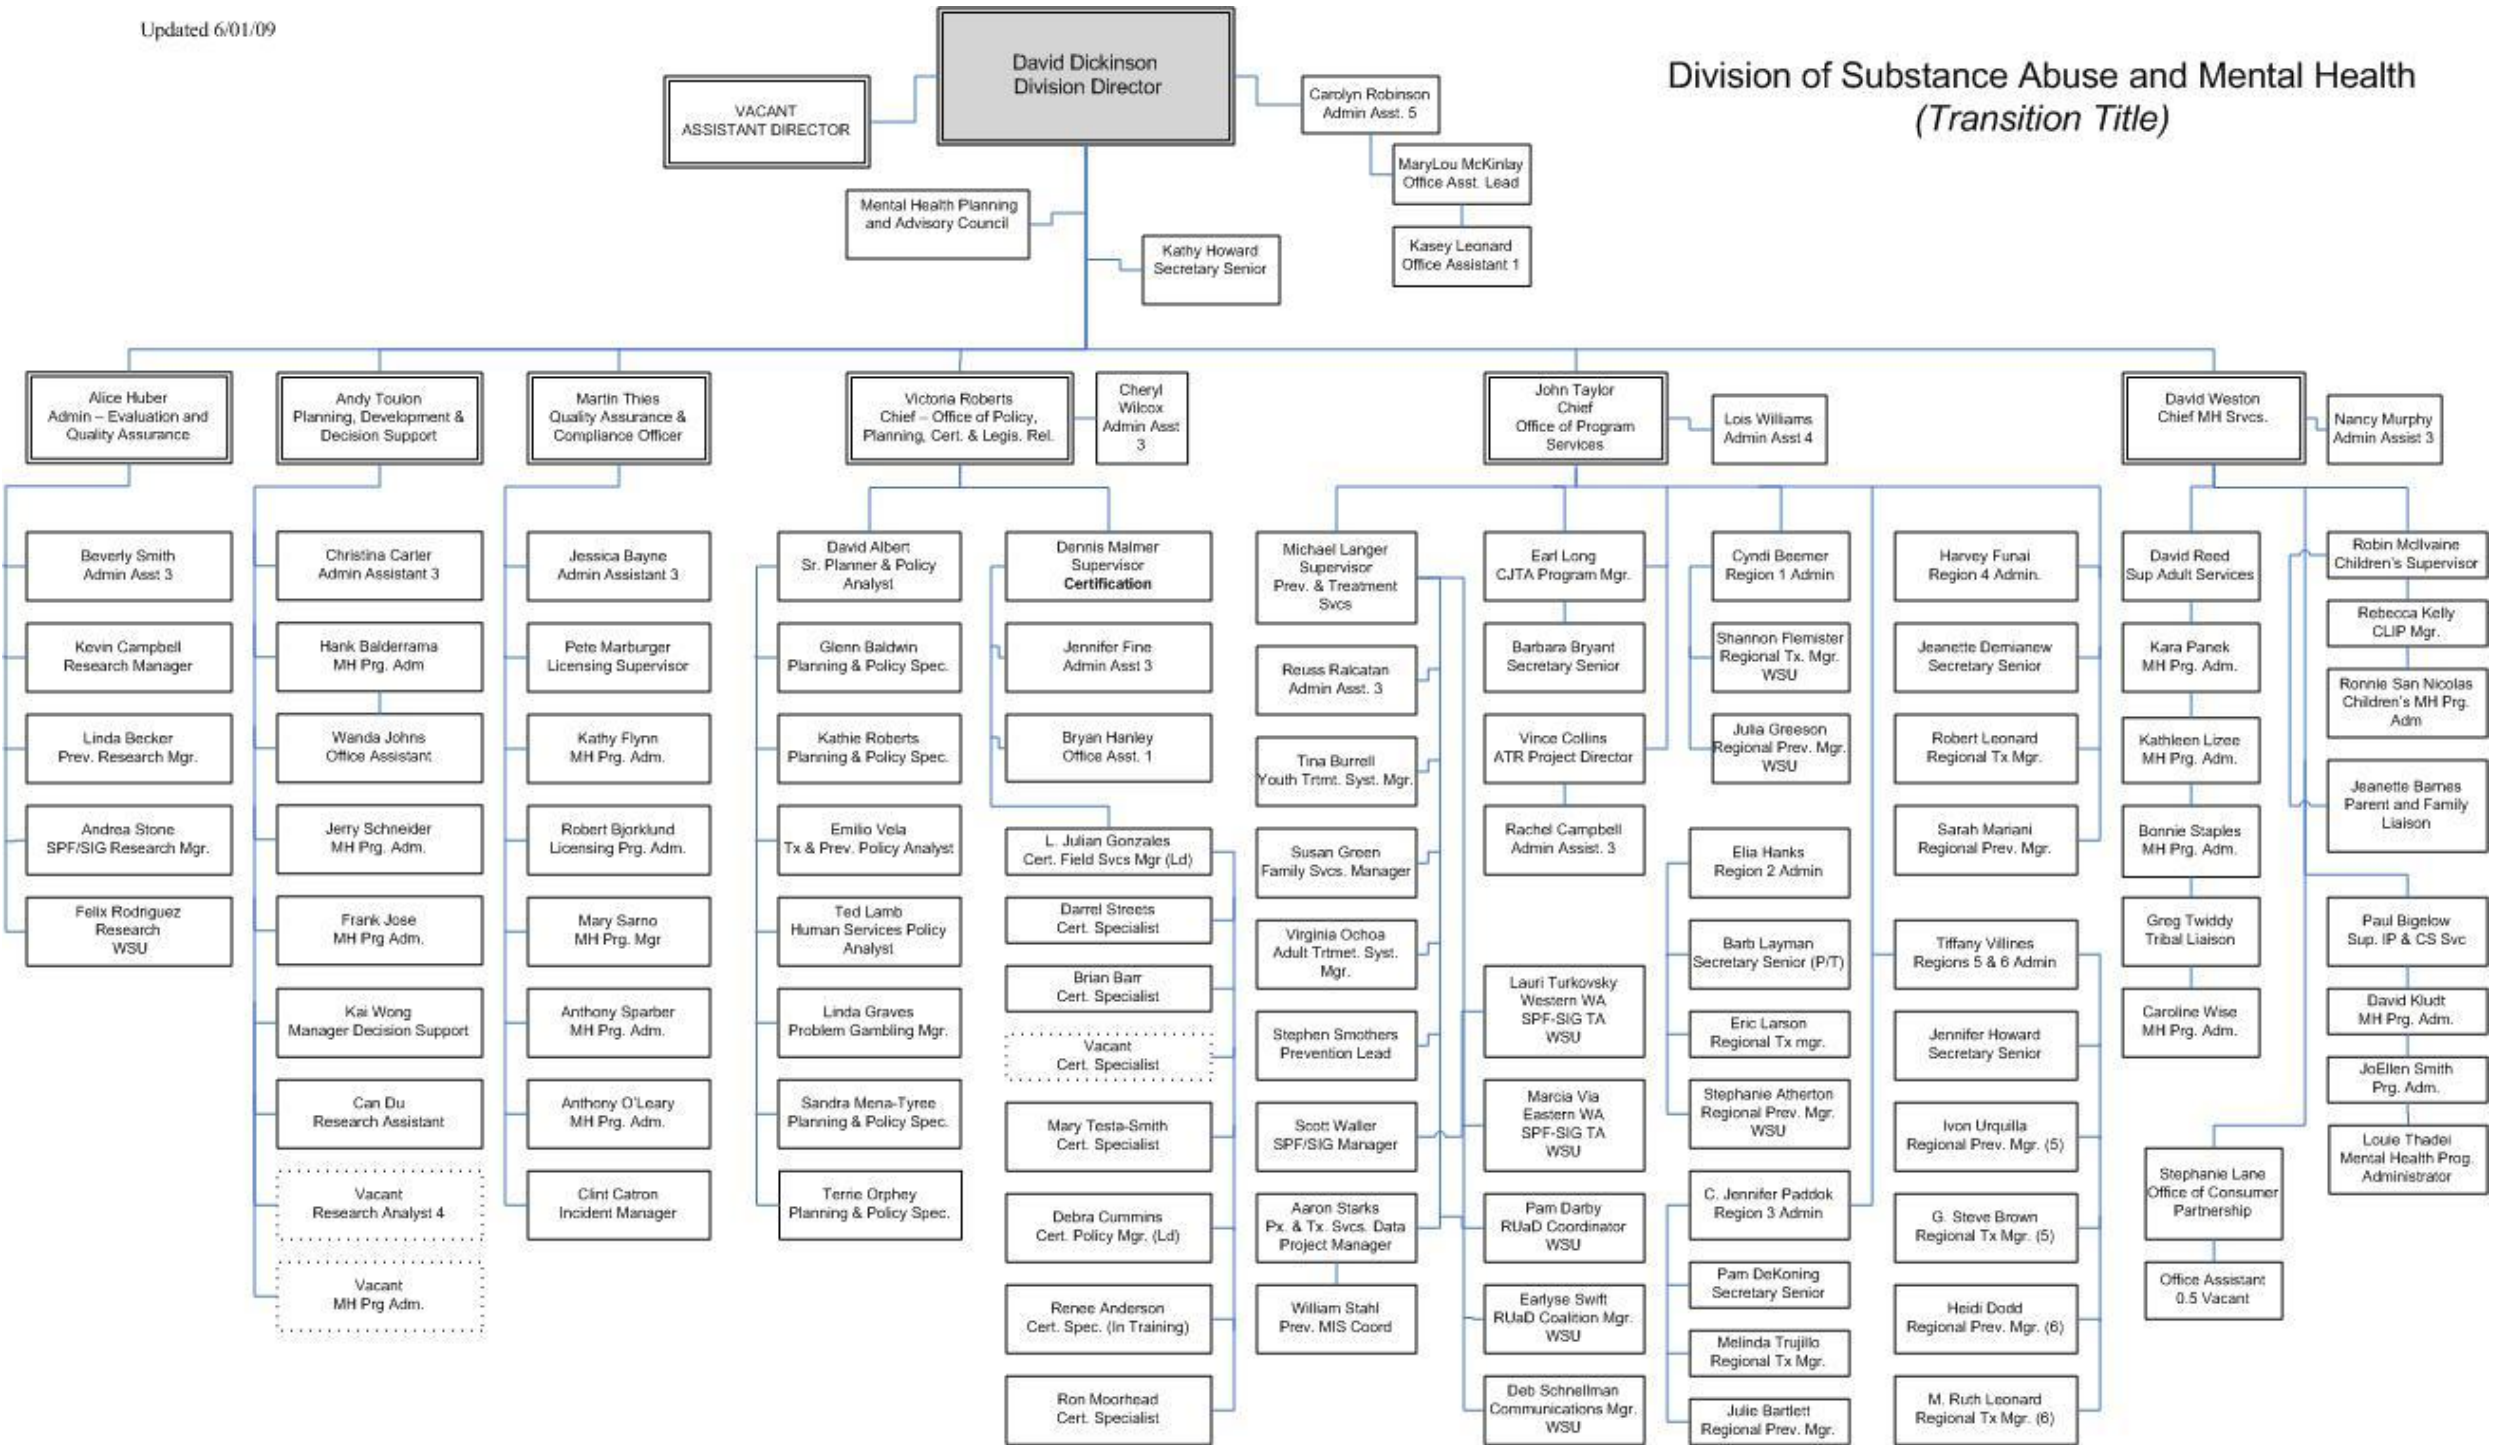 Updated 6/01/09
David Dickinson
Division Director
Division of Substance Abuse and Mental Health
(Transition Title)
VACANT
ASSISTANT DIRECTOR
Carolyn Robinson
Admin Asst. 5
MaryLou McKinlay
Office Asst. Lead
Mental Health Planning
and Advisory Council
Kathy Howard
Secretary Senior
Kasey Leonard
Office Assistant 1
Alice Huber
Admin – Evaluation and
Quality Assurance
Andy Toulon
Planning, Development &
Decision Support
Martin Thies
Quality Assurance &
Compliance Officer
Victoria Roberts
Chief – Office of Policy,
Planning, Cert. & Legis. Rel.
Cheryl
Wilcox
Admin Asst
3
John Taylor
Chief
Office of Program
Services
Lois Williams
Admin Asst 4
David Weston
Chief MH Srvcs.
Nancy Murphy
Admin Assist 3
Beverly Smith
Admin Asst 3
Kevin Campbell
Research Manager
Linda Becker
Prev. Research Mgr.
Andrea Stone
SPF/SIG Research Mgr.
Felix Rodriguez
Research
WSU
Christina Carter
Admin Assistant 3
Hank Balderrama
MH Prg. Adm
Wanda Johns
Office Assistant
Jerry Schneider
MH Prg. Adm.
Frank Jose
MH Prg Adm.
Kai Wong
Manager Decision Support
Can Du
Research Assistant
Vacant
Research Analyst 4
Vacant
MH Prg Adm.
Jessica Bayne
Admin Assistant 3
Pete Marburger
Licensing Supervisor
Kathy Flynn
MH Prg. Adm.
Robert Bjorklund
Licensing Prg. Adm.
Mary Sarno
MH Prg. Mgr
Anthony Sparber
MH Prg. Adm.
Anthony O'Leary
MH Prg. Adm.
Clint Catron
Incident Manager
David Albert
Sr. Planner & Policy
Analyst
Glenn Baldwin
Planning & Policy Spec.
Kathie Roberts
Planning & Policy Spec.
Emilio Vela
Tx & Prev. Policy Analyst
Ted Lamb
Human Services Policy
Analyst
Linda Graves
Problem Gambling Mgr.
Sandra Mena-Tyree
Planning & Policy Spec.
Terrie Orphey
Planning & Policy Spec.
Dennis Malmer
Supervisor
Certification
Jennifer Fine
Admin Asst 3
Bryan Hanley
Office Asst. 1
L. Julian Gonzales
Cert. Field Svcs Mgr (Ld)
Darrel Streets
Cert. Specialist
Brian Barr
Cert. Specialist
Vacant
Cert. Specialist
Mary Testa-Smith
Cert. Specialist
Debra Cummins
Cert. Policy Mgr. (Ld)
Renee Anderson
Cert. Spec. (In Training)
Ron Moorhead
Cert. Specialist
Michael Langer
Supervisor
Prev. & Treatment
Svcs
Reuss Ralcatan
Admin Asst. 3
Tina Burrell
Youth Trtmt. Syst. Mgr.
Susan Green
Family Svcs. Manager
Virginia Ochoa
Adult Trtmet. Syst.
Mgr.
Stephen Smothers
Prevention Lead
Scott Waller
SPF/SIG Manager
Aaron Starks
Px. & Tx. Svcs. Data
Project Manager
William Stahl
Prev. MIS Coord
Earl Long
CJTA Program Mgr.
Barbara Bryant
Secretary Senior
Vince Collins
ATR Project Director
Rachel Campbell
Admin Assist. 3
Lauri Turkovsky
Western WA
SPF-SIG TA
WSU
Marcia Via
Eastern WA
SPF-SIG TA
WSU
Pam Darby
RUaD Coordinator
WSU
Earlyse Swift
RUaD Coalition Mgr.
WSU
Deb Schnellman
Communications Mgr.
WSU
Cyndi Beemer
Region 1 Admin
Shannon Flemister
Regional Tx. Mgr.
WSU
Julia Greeson
Regional Prev. Mgr.
WSU
Elia Hanks
Region 2 Admin
Barb Layman
Secretary Senior (P/T)
Eric Larson
Regional Tx mgr.
Stephanie Atherton
Regional Prev. Mgr.
WSU
C. Jennifer Paddok
Region 3 Admin
Pam DeKoning
Secretary Senior
Melinda Trujillo
Regional Tx Mgr.
Julie Bartlett
Regional Prev. Mgr.
Harvey Funai
Region 4 Admin.
Jeanette Demianew
Secretary Senior
Robert Leonard
Regional Tx Mgr.
Sarah Mariani
Regional Prev. Mgr.
Tiffany Villines
Regions 5 & 6 Admin
Jennifer Howard
Secretary Senior
Ivon Urquilla
Regional Prev. Mgr. (5)
G. Steve Brown
Regional Tx Mgr. (5)
Heidi Dodd
Regional Prev. Mgr. (6)
M. Ruth Leonard
Regional Tx Mgr. (6)
David Reed
Sup Adult Services
Kara Panek
MH Prg. Adm.
Kathleen Lizee
MH Prg. Adm.
Bonnie Staples
MH Prg. Adm.
Greg Twiddy
Tribal Liaison
Caroline Wise
MH Prg. Adm.
Stephanie Lane
Office of Consumer
Partnership
Office Assistant
0.5 Vacant
Robin McIlvaine
Children's Supervisor
Rebecca Kelly
CLIP Mgr.
Ronnie San Nicolas
Children's MH Prg.
Adm
Jeanette Barnes
Parent and Family
Liaison
Paul Bigelow
Sup. IP & CS Svc
David Kludt
MH Prg. Adm.
JoEllen Smith
Prg. Adm.
Louie Thadei
Mental Health Prog.
Administrator